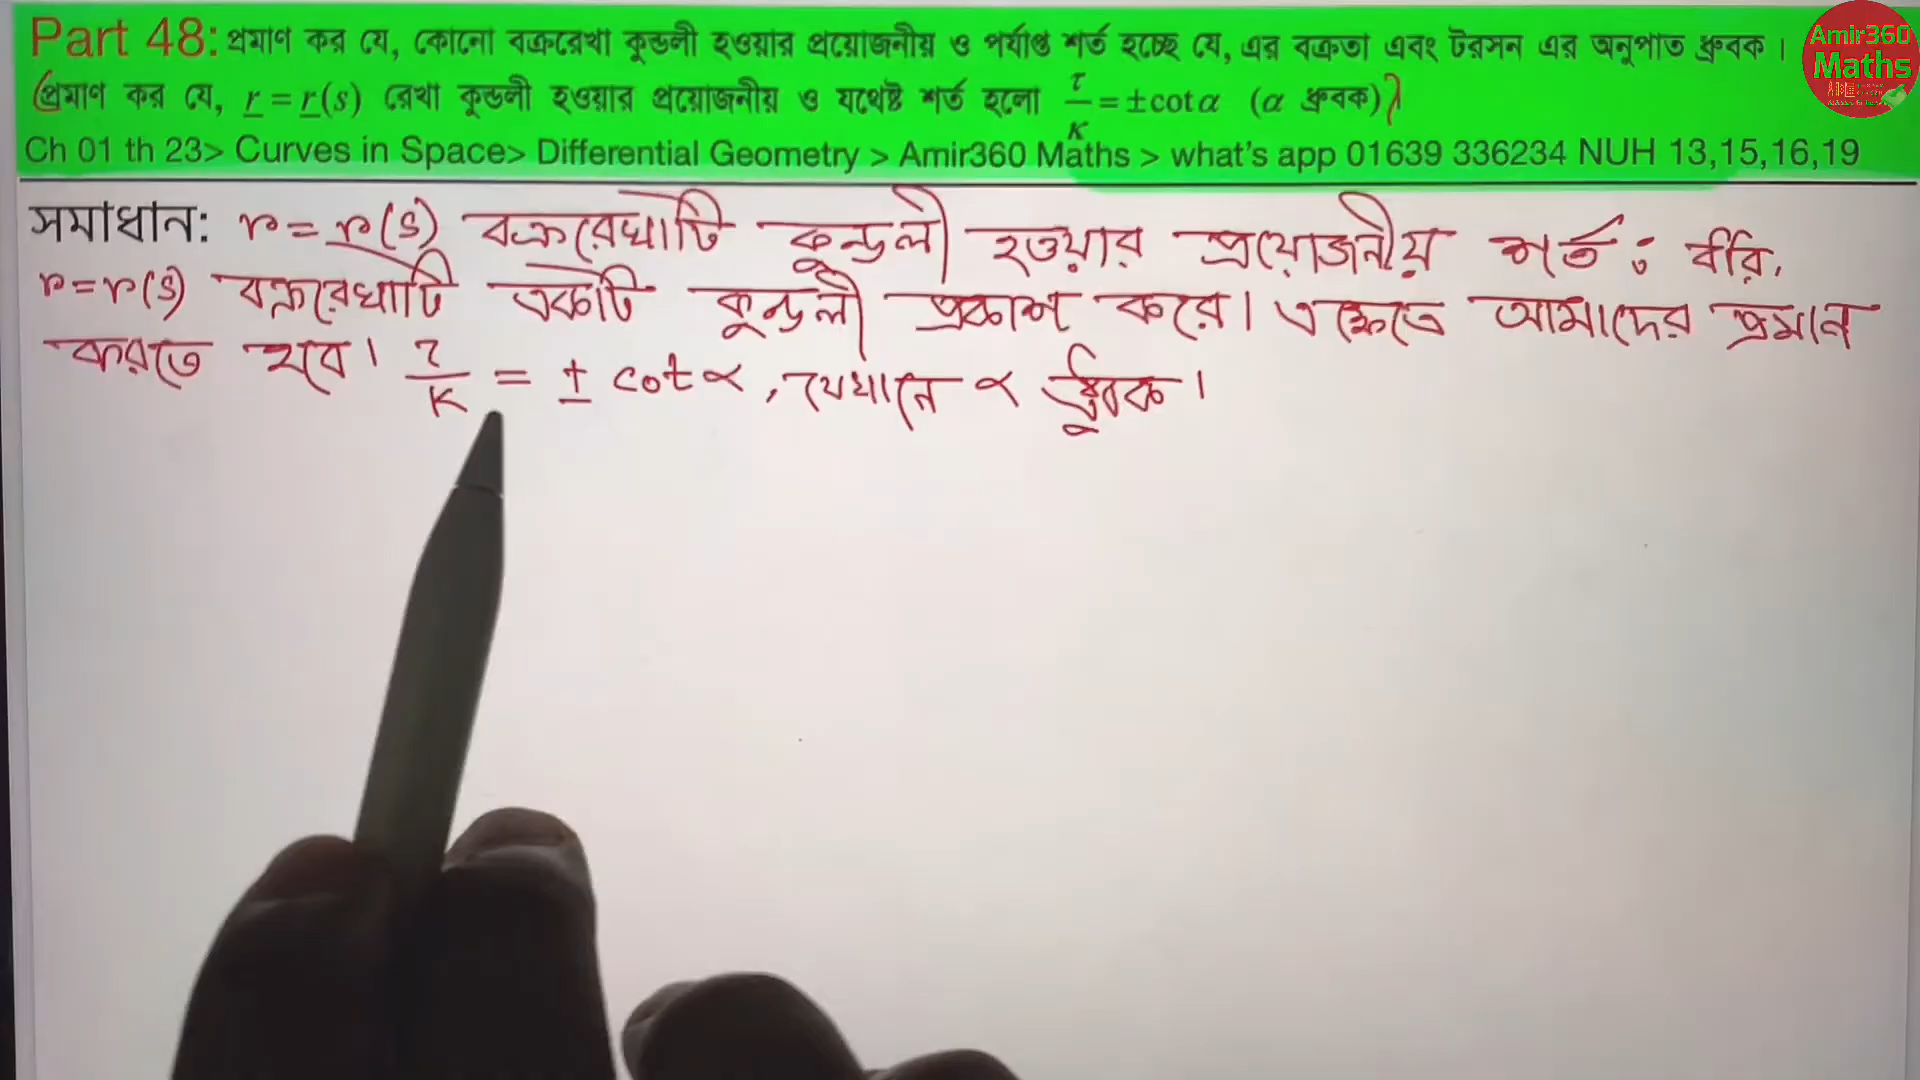 Part 48: প্রমাণ কর যে, কোনো বক্ররেখা কুন্ডলী হওয়ার প্রয়োজনীয় ও পর্যাপ্ত শর্ত হচ্ছে যে, এর বক্রতা এবং টরসন এর অনুপাত ধ্রুবক।
(প্রমাণ কর যে, r = r(s) রেখা কুন্ডলী হওয়ার প্রয়োজনীয় ও যথেষ্ট শর্ত হলো τ/κ = ±cotα (α ধ্রুবক))
Ch 01 th 23> Curves in Space> Differential Geometry > Amir360 Maths > what's app 01639 336234 NUH 13,15,16,19
Amir360
Maths
সমাধান: r = r(s) বক্ররেখাটি কুন্ডলী হওয়ার প্রয়োজনীয় শর্ত: ধরি,
r = r(s) বক্ররেখাটি একটি কুন্ডলী প্রকাশ করে। এক্ষেত্রে আমাদের প্রমান
করতে হবে। τ/κ = ± cotα, যেখানে α ধ্রুবক।